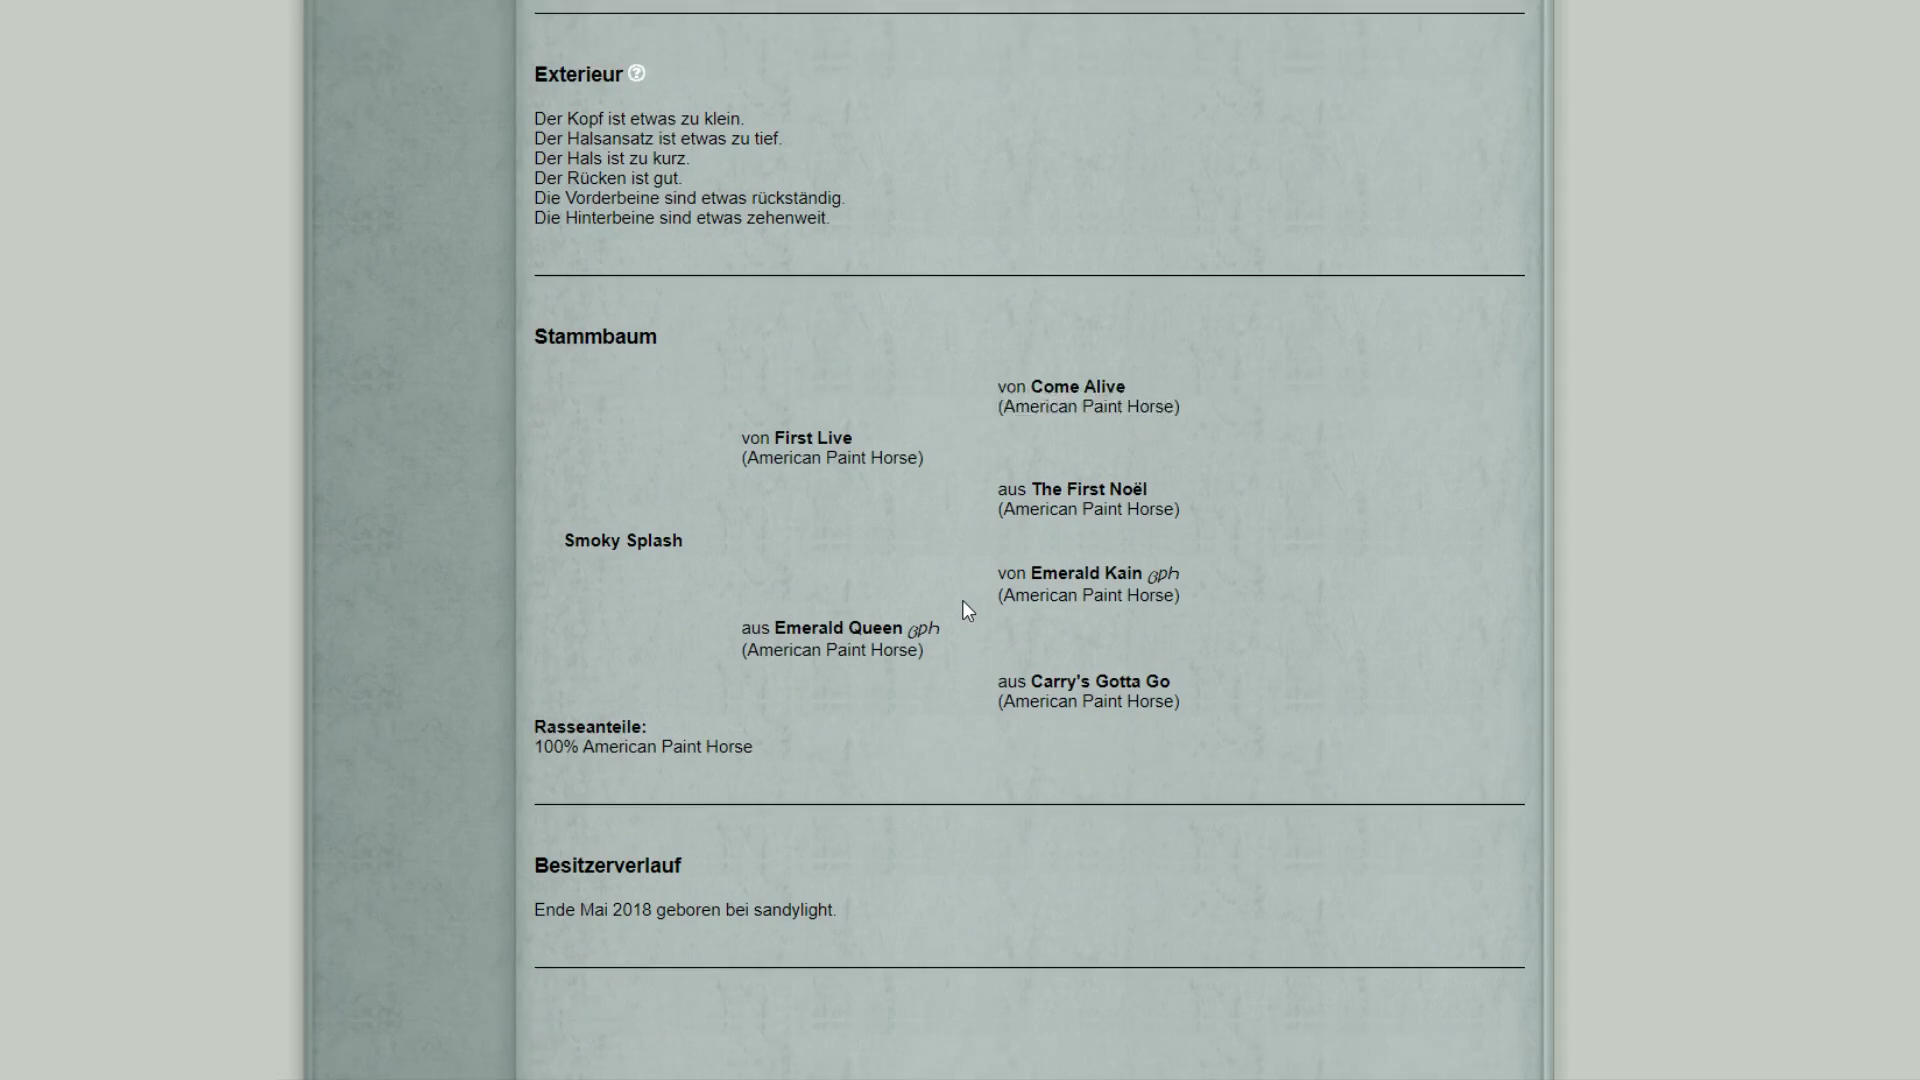 Exterieur
Der Kopf ist etwas zu klein.
Der Halsansatz ist etwas zu tief.
Der Hals ist zu kurz.
Der Rücken ist gut.
Die Vorderbeine sind etwas rückständig.
Die Hinterbeine sind etwas zehenweit.
Stammbaum
von Come Alive
(American Paint Horse)
von First Live
(American Paint Horse)
aus The First Noël
(American Paint Horse)
Smoky Splash
von Emerald Kain
(American Paint Horse)
aus Emerald Queen
(American Paint Horse)
aus Carry's Gotta Go
(American Paint Horse)
Rasseanteile:
100% American Paint Horse
Besitzerverlauf
Ende Mai 2018 geboren bei sandylight.